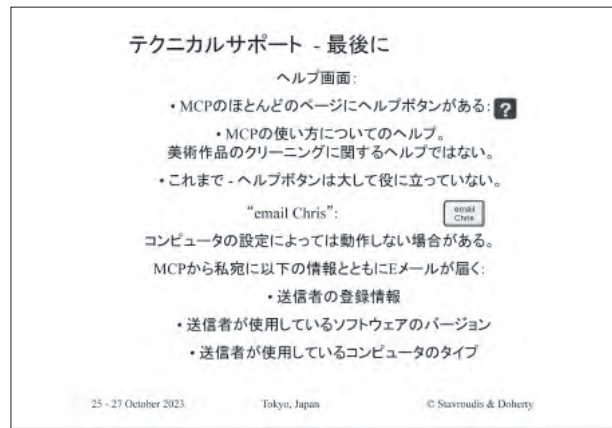 テクニカルサポート - 最後に
ヘルプ画面:
• MCPのほとんどのページにヘルプボタンがある: ?
• MCPの使い方についてのヘルプ。
美術作品のクリーニングに関するヘルプではない。
• これまで - ヘルプボタンは大して役に立っていない。
“email Chris”:
email
Chris
コンピュータの設定によっては動作しない場合がある。
MCPから私宛に以下の情報とともにEメールが届く:
• 送信者の登録情報
• 送信者が使用しているソフトウェアのバージョン
• 送信者が使用しているコンピュータのタイプ
25 - 27 October 2023 Tokyo, Japan © Stavroudis & Doherty